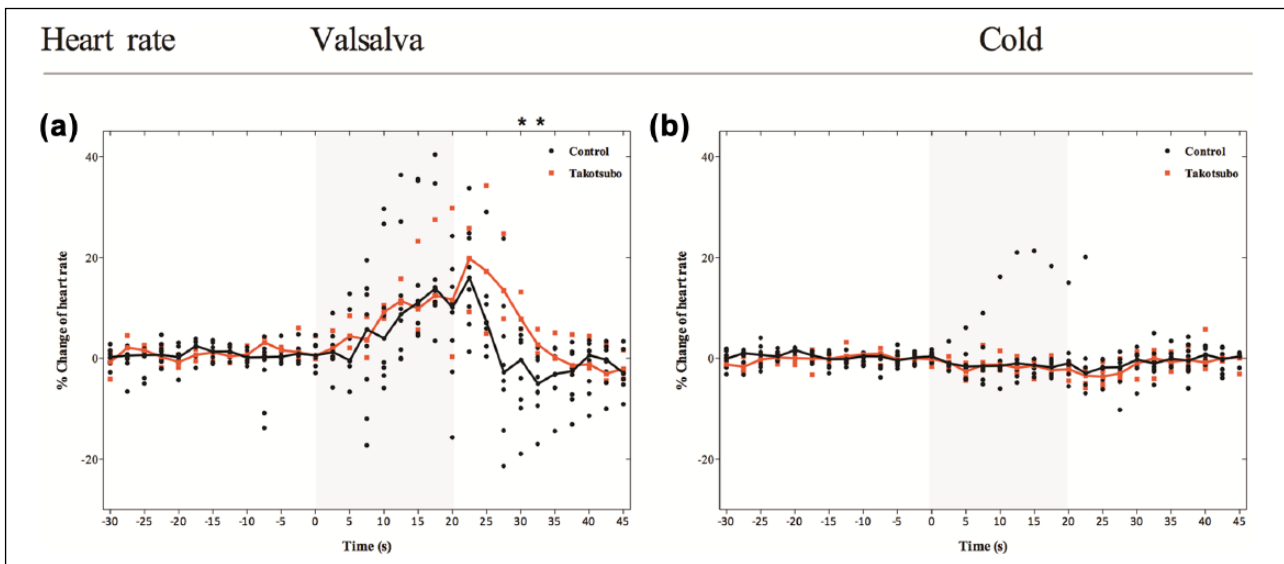 Heart rate Valsalva Cold
(a)
* *
Control
Takotsubo
% Change of heart rate
40
20
0
-20
-30 -25 -20 -15 -10 -5 0 5 10 15 20 25 30 35 40 45
Time (s)
(b)
Control
Takotsubo
% Change of heart rate
40
20
0
-20
-30 -25 -20 -15 -10 -5 0 5 10 15 20 25 30 35 40 45
Time (s)